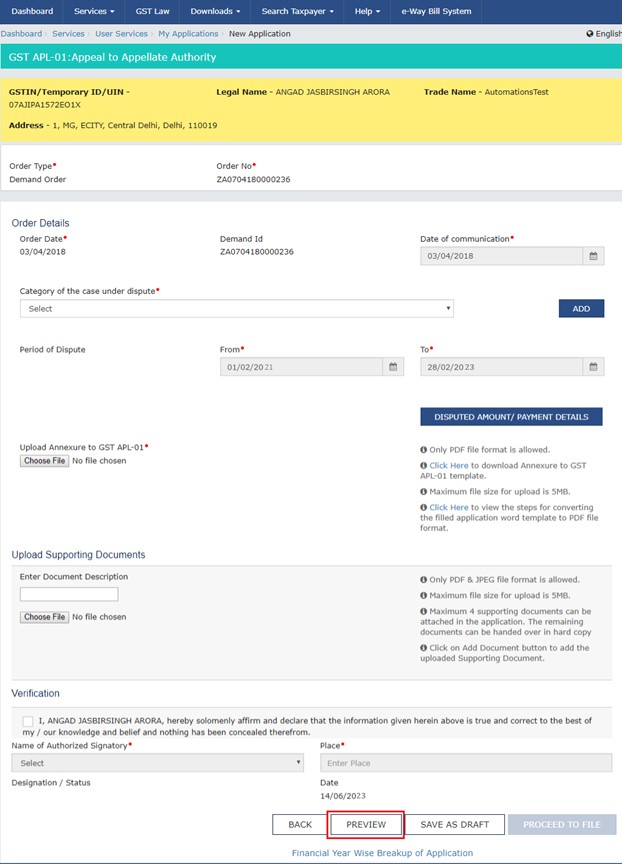 Dashboard Services GST Law Downloads Search Taxpayer Help e-Way Bill System
Dashboard Services User Services My Applications New Application English
GST APL-01:Appeal to Appellate Authority
GSTIN/Temporary ID/UIN - Legal Name - ANGAD JASBIRSINGH ARORA Trade Name - AutomationsTest
07AJIPA1572EO1X
Address - 1, MG, ECITY, Central Delhi, Delhi, 110019
Order Type* Order No*
Demand Order ZA0704180000236
Order Details
Order Date* Demand Id Date of communication*
03/04/2018 ZA0704180000236 03/04/2018
Category of the case under dispute*
Select ADD
Period of Dispute From* To*
01/02/2021 28/02/2023
DISPUTED AMOUNT/ PAYMENT DETAILS
Upload Annexure to GST APL-01*
Choose File No file chosen
Only PDF file format is allowed.
Click Here to download Annexure to GST
APL-01 template.
Maximum file size for upload is 5MB.
Click Here to view the steps for converting
the filled application word template to PDF file
format.
Upload Supporting Documents
Enter Document Description
Choose File No file chosen
Only PDF & JPEG file format is allowed.
Maximum file size for upload is 5MB.
Maximum 4 supporting documents can be
attached in the application. The remaining
documents can be handed over in hard copy
Click on Add Document button to add the
uploaded Supporting Document.
Verification
I, ANGAD JASBIRSINGH ARORA, hereby solomenly affirm and declare that the information given herein above is true and correct to the best of
my / our knowledge and belief and nothing has been concealed therefrom.
Name of Authorized Signatory* Place*
Select Enter Place
Designation / Status Date
14/06/2023
BACK PREVIEW SAVE AS DRAFT PROCEED TO FILE
Financial Year Wise Breakup of Application